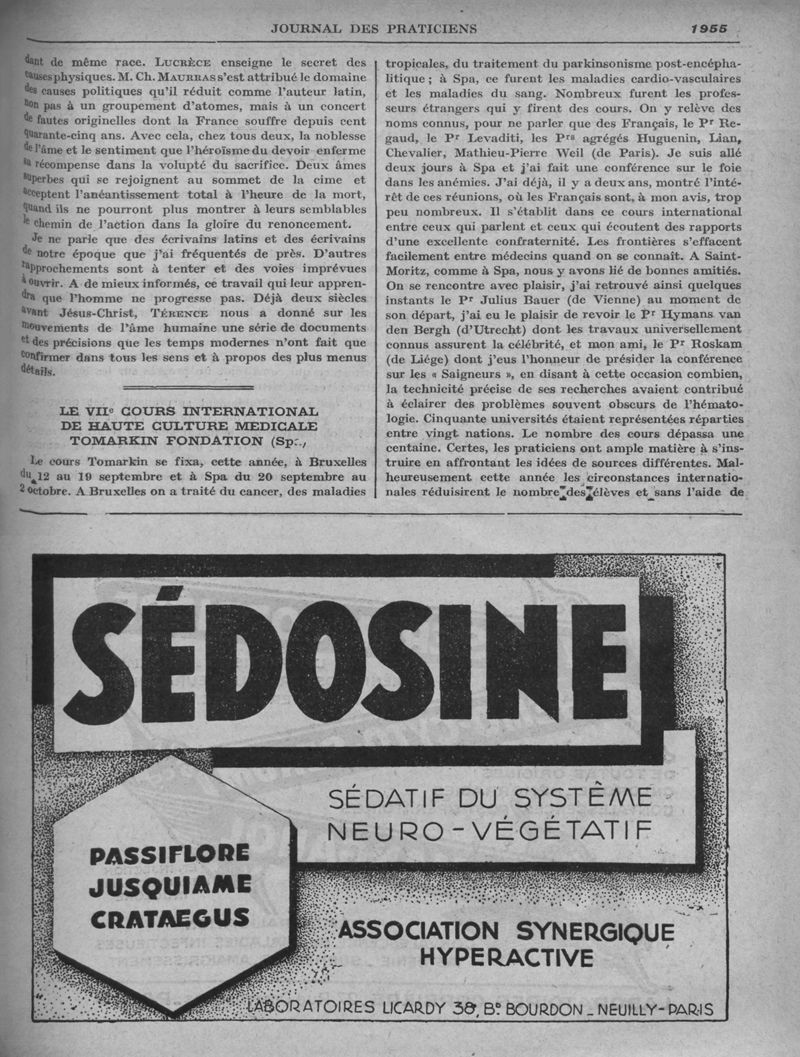 JOURNAL DES PRATICIENS 1955
dant de même race. LUCRÈCE enseigne le secret des
causes physiques. M. Ch. MAURRAS s'est attribué le domaine
des causes politiques qu'il réduit comme l'auteur latin,
non pas à un groupement d'atomes, mais à un concert
de fautes originelles dont la France souffre depuis cent
quarante-cinq ans. Avec cela, chez tous deux, la noblesse
de l'âme et le sentiment que l'héroïsme du devoir enferme
sa récompense dans la volupté du sacrifice. Deux âmes
superbes qui se rejoignent au sommet de la cime et
acceptent l'anéantissement total à l'heure de la mort,
quand ils ne pourront plus montrer à leurs semblables
le chemin de l'action dans la gloire du renoncement.
Je ne parle que des écrivains latins et des écrivains
de notre époque que j'ai fréquentés de près. D'autres
rapprochements sont à tenter et des voies imprévues
à ouvrir. A de mieux informés, ce travail qui leur appren-
dra que l'homme ne progresse pas. Déjà deux siècles
avant Jésus-Christ, TÉRENCE nous a donné sur les
mouvements de l'âme humaine une série de documents
et des précisions que les temps modernes n'ont fait que
confirmer dans tous les sens et à propos des plus menus
détails.
LE VIIe COURS INTERNATIONAL
DE HAUTE CULTURE MEDICALE
TOMARKIN FONDATION (Sp
Le cours Tomarkin se fixa, cette année, à Bruxelles
du 12 au 19 septembre et à Spa du 20 septembre au
2 octobre. A Bruxelles on a traité du cancer, des maladies
tropicales, du traitement du parkinsonisme post-encépha-
litique ; à Spa, ce furent les maladies cardio-vasculaires
et les maladies du sang. Nombreux furent les profes-
seurs étrangers qui y firent des cours. On y relève des
noms connus, pour ne parler que des Français, le Pr Re-
gaud, le Pr Levaditi, les Prs agrégés Huguenin, Lian,
Chevalier, Mathieu-Pierre Weil (de Paris). Je suis allé
deux jours à Spa et j'ai fait une conférence sur le foie
dans les anémies. J'ai déjà, il y a deux ans, montré l'inté-
rêt de ces réunions, où les Français sont, à mon avis, trop
peu nombreux. Il s'établit dans ce cours international
entre ceux qui parlent et ceux qui écoutent des rapports
d'une excellente confraternité. Les frontières s'effacent
facilement entre médecins quand on se connait. A Saint-
Moritz, comme à Spa, nous y avons lié de bonnes amitiés.
On se rencontre avec plaisir, j'ai retrouvé ainsi quelques
instants le Pr Julius Bauer (de Vienne) au moment de
son départ, j'ai eu le plaisir de revoir le Pr Hymans van
den Bergh (d'Utrecht) dont les travaux universellement
connus assurent la célébrité, et mon ami, le Pr Roskam
(de Liége) dont j'eus l'honneur de présider la conférence
sur les « Saigneurs », en disant à cette occasion combien,
la technicité précise de ses recherches avaient contribué
à éclairer des problèmes souvent obscurs de l'hémato-
logie. Cinquante universités étaient représentées réparties
entre vingt nations. Le nombre des cours dépassa une
centaine. Certes, les praticiens ont ample matière à s'ins-
truire en affrontant les idées de sources différentes. Mal-
heureusement cette année les circonstances internatio-
nales réduisirent le nombre des élèves et sans l'aide de
SÉDOSINE
SÉDATIF DU SYSTÊME
NEURO-VÉGÉTATIF
PASSIFLORE
JUSQUIAME
CRATAEGUS
ASSOCIATION SYNERGIQUE
HYPERACTIVE
LABORATOIRES LICARDY 38, Bd BOURDON - NEUILLY-PARIS